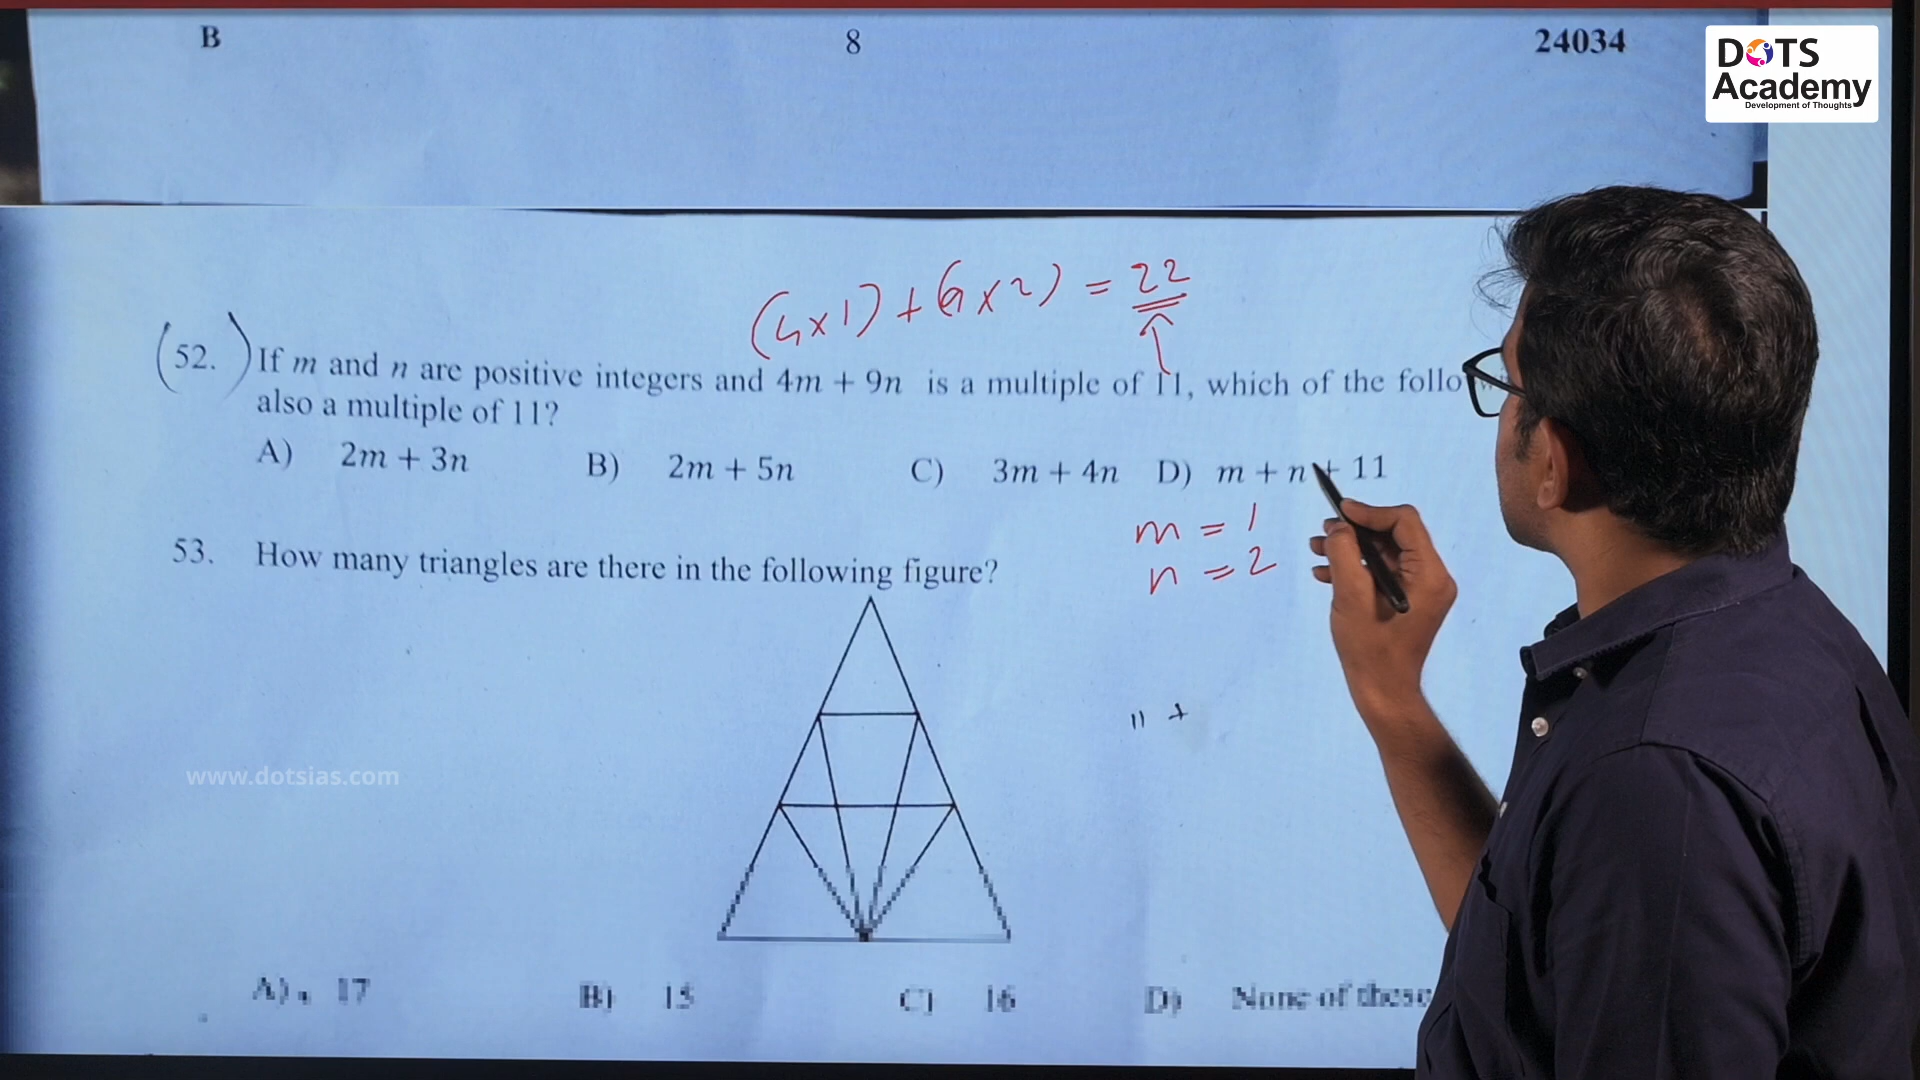 B 8 24034
DOTS
Academy
Development of Thoughts
(4 x 1) + (9 x 2) = 22
52. If m and n are positive integers and 4m + 9n is a multiple of 11, which of the
also a multiple of 11?
A) 2m + 3n B) 2m + 5n C) 3m + 4n D) m + n + 11
m = 1
n = 2
53. How many triangles are there in the following figure?
11 +
www.dotsias.com
A) 17 B) 15 C) 16 D) None of these